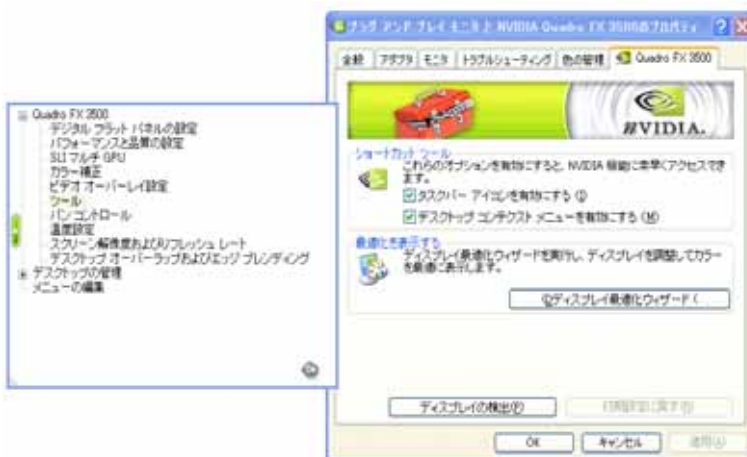 Quadro FX 3500
デジタル フラット パネルの設定
パフォーマンスと品質の設定
SLI マルチ GPU
カラー補正
ビデオ オーバーレイ設定
ツール
パン コントロール
温度設定
スクリーン解像度およびリフレッシュ レート
デスクトップ オーバーラップおよびエッジ ブレンディング
デスクトップの管理
メニューの編集
プラグ アンド プレイ モニタ と NVIDIA Quadro FX 3500のプロパティ
全般 アダプタ モニタ トラブルシューティング 色の管理 Quadro FX 3500
NVIDIA.
ショートカット ツール
これらのオプションを有効にすると、NVIDIA 機能に素早くアクセスでき
ます。
タスクバー アイコンを有効にする (I)
デスクトップ コンテクスト メニューを有効にする (M)
最適化を表示する
ディスプレイ最適化ウィザードを実行し、ディスプレイを調整してカラー
を最適に表示します。
ディスプレイ最適化ウィザード (
ディスプレイの検出(P)
初期設定に戻す(R)
OK キャンセル 適用(A)